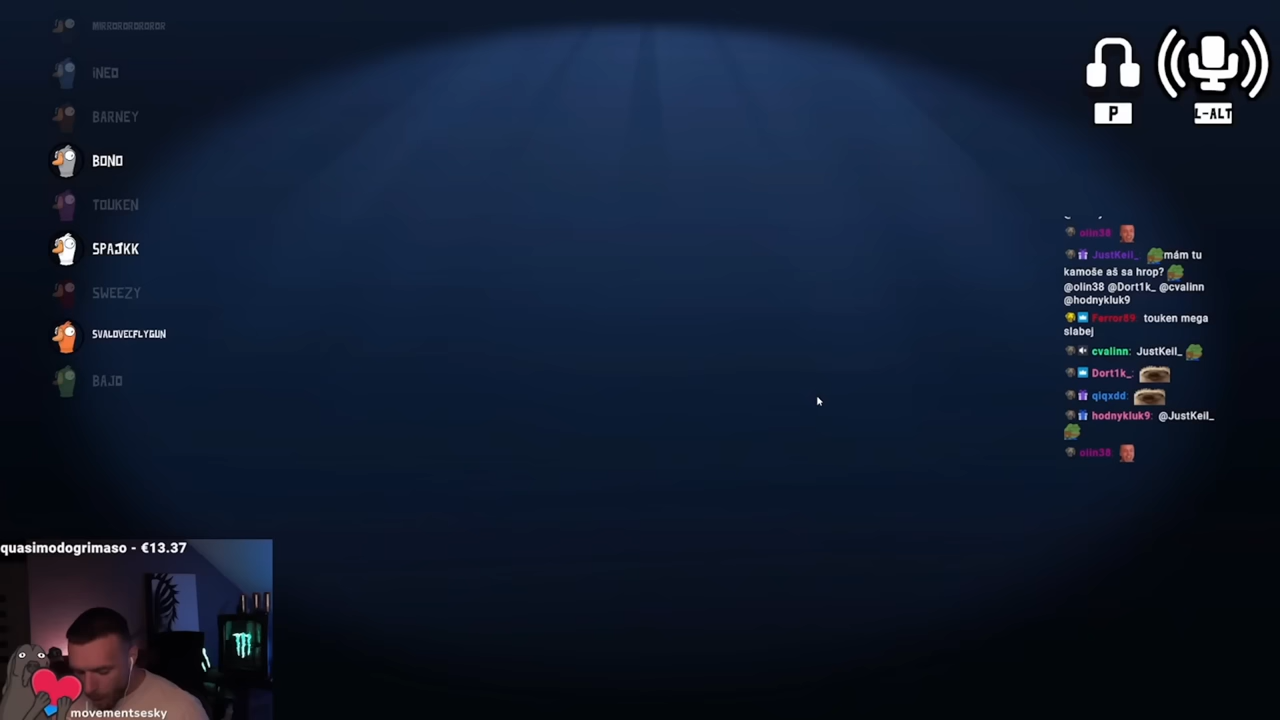 MIRROROROROROR
iNEO
BARNEY
BONO
TOUKEN
SPAJKK
SWEEZY
SVALOVECFLYGUN
BAJO
P
L-ALT
olin38
JustKeil_ mám tu
kamoše aš sa hrop?
@olin38 @Dort1k_ @cvalinn
@hodnykluk9
Ferror89: touken mega
slabej
cvalinn: JustKeil_
Dort1k_:
qiqxdd:
hodnykluk9: @JustKeil_
olin38
quasimodogrimaso - €13.37
movementsesky